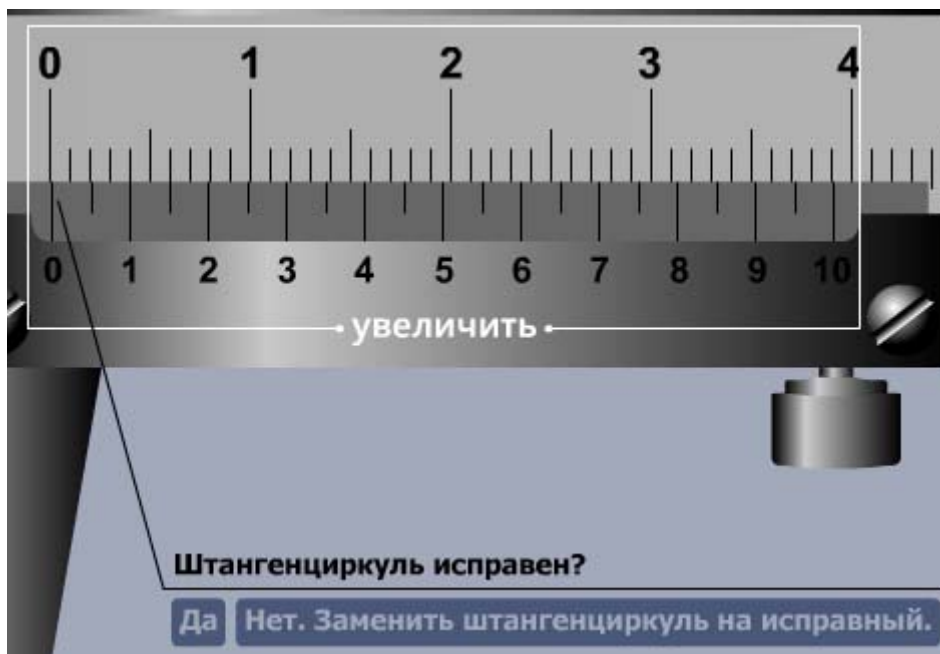 0 1 2 3 4
0 1 2 3 4 5 6 7 8 9 10
увеличить
Штангенциркуль исправен?
Да Нет. Заменить штангенциркуль на исправный.